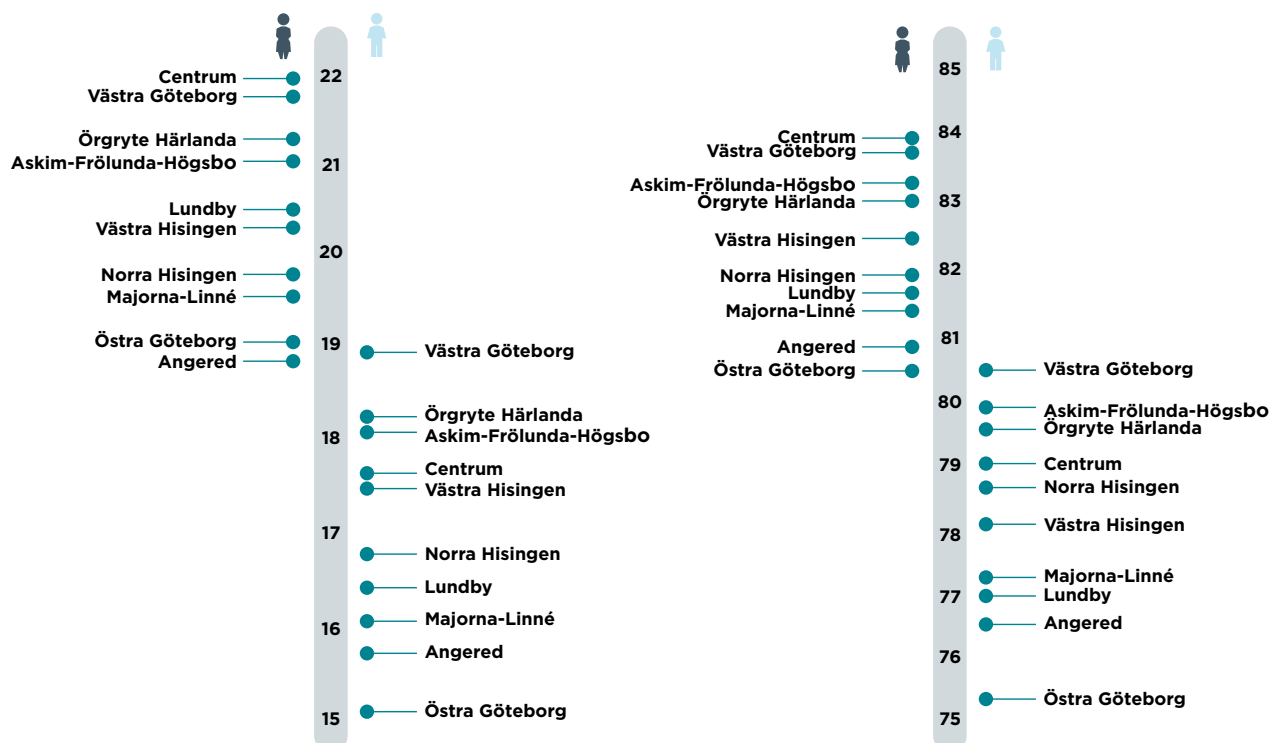 Centrum
Västra Göteborg
Örgryte Härlanda
Askim-Frölunda-Högsbo
Lundby
Västra Hisingen
Norra Hisingen
Majorna-Linné
Östra Göteborg
Angered
22
21
20
19
18
17
16
15
Västra Göteborg
Örgryte Härlanda
Askim-Frölunda-Högsbo
Centrum
Västra Hisingen
Norra Hisingen
Lundby
Majorna-Linné
Angered
Östra Göteborg
Centrum
Västra Göteborg
Askim-Frölunda-Högsbo
Örgryte Härlanda
Västra Hisingen
Norra Hisingen
Lundby
Majorna-Linné
Angered
Östra Göteborg
85
84
83
82
81
80
79
78
77
76
75
Västra Göteborg
Askim-Frölunda-Högsbo
Örgryte Härlanda
Centrum
Norra Hisingen
Västra Hisingen
Majorna-Linné
Lundby
Angered
Östra Göteborg